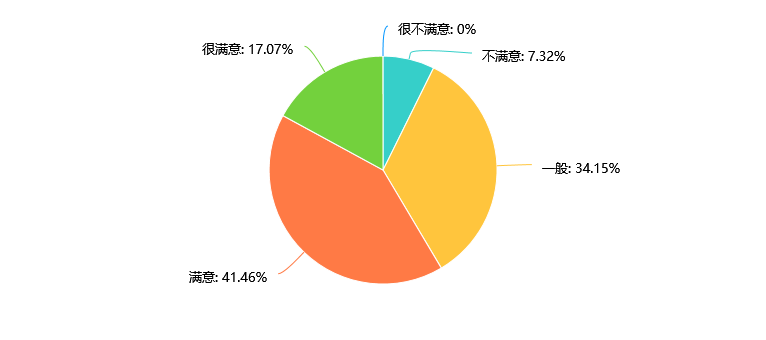 很不满意: 0%
很满意: 17.07%
不满意: 7.32%
一般: 34.15%
满意: 41.46%